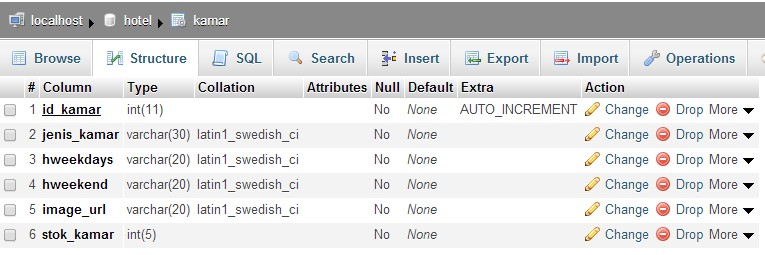 localhost hotel kamar
Browse Structure SQL Search Insert Export Import Operations
# Column Type Collation Attributes Null Default Extra Action
1 id_kamar int(11) No None AUTO_INCREMENT Change Drop More
2 jenis_kamar varchar(30) latin1_swedish_ci No None Change Drop More
3 hweekdays varchar(20) latin1_swedish_ci No None Change Drop More
4 hweekend varchar(20) latin1_swedish_ci No None Change Drop More
5 image_url varchar(20) latin1_swedish_ci No None Change Drop More
6 stok_kamar int(5) No None Change Drop More